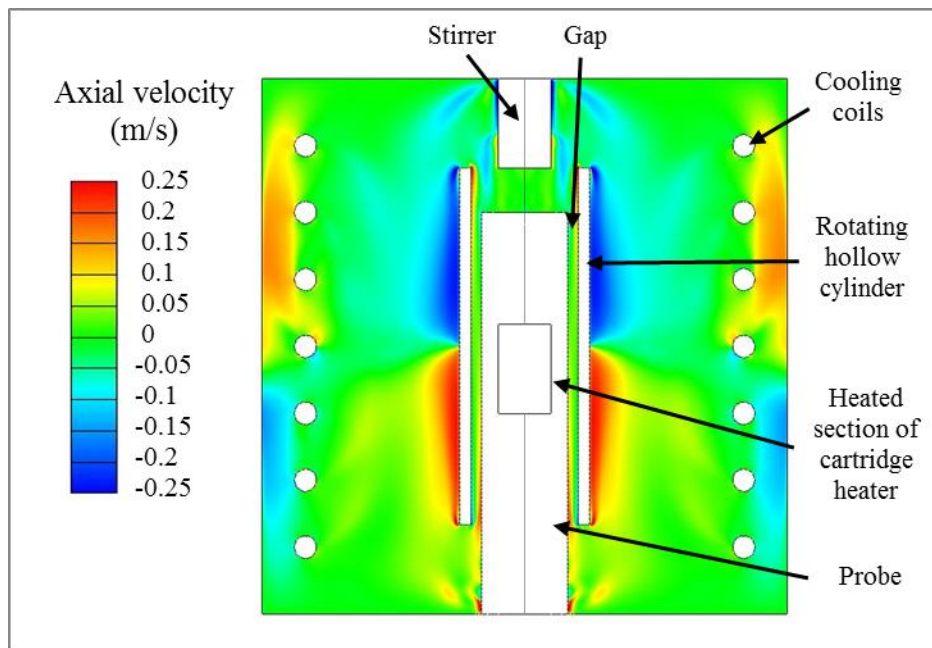 Stirrer
Gap
Axial velocity
(m/s)
0.25
0.2
0.15
0.1
0.05
0
-0.05
-0.1
-0.15
-0.2
-0.25
Cooling
coils
Rotating
hollow
cylinder
Heated
section of
cartridge
heater
Probe